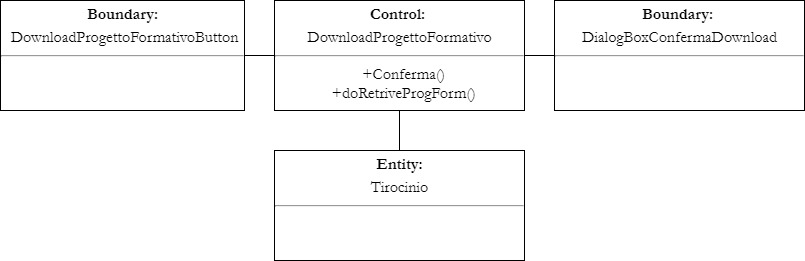 Boundary:
DownloadProgettoFormativoButton
Control:
DownloadProgettoFormativo
+Conferma()
+doRetriveProgForm()
Boundary:
DialogBoxConfermaDownload
Entity:
Tirocinio